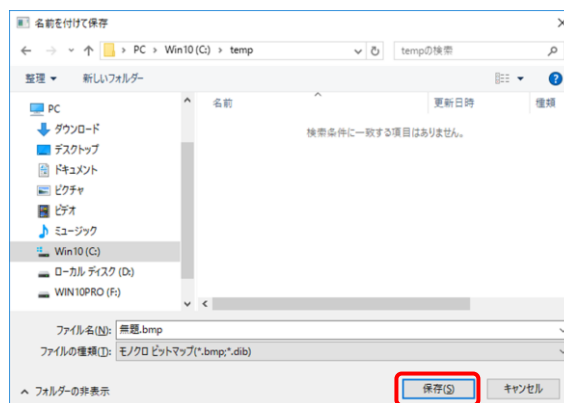 名前を付けて保存
PC > Win10 (C:) > temp
tempの検索
整理 新しいフォルダー
PC
ダウンロード
デスクトップ
ドキュメント
ピクチャ
ビデオ
ミュージック
Win10 (C:)
ローカル ディスク (D:)
WIN10PRO (F:)
名前 更新日時 種類
検索条件に一致する項目はありません。
ファイル名(N): 無題.bmp
ファイルの種類(T): モノクロ ビットマップ(*.bmp;*.dib)
フォルダーの非表示
保存(S) キャンセル